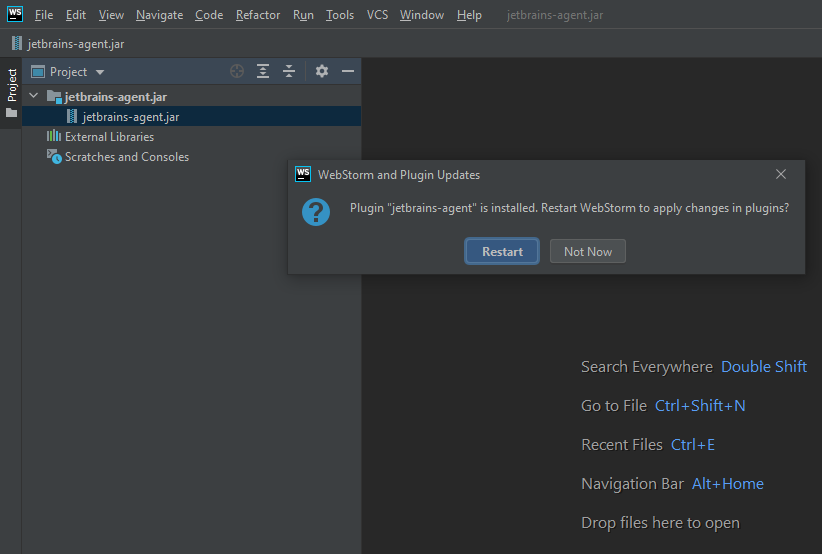 WS File Edit View Navigate Code Refactor Run Tools VCS Window Help jetbrains-agent.jar
jetbrains-agent.jar
Project
Project
jetbrains-agent.jar
jetbrains-agent.jar
External Libraries
Scratches and Consoles
WS WebStorm and Plugin Updates
Plugin "jetbrains-agent" is installed. Restart WebStorm to apply changes in plugins?
Restart Not Now
Search Everywhere Double Shift
Go to File Ctrl+Shift+N
Recent Files Ctrl+E
Navigation Bar Alt+Home
Drop files here to open